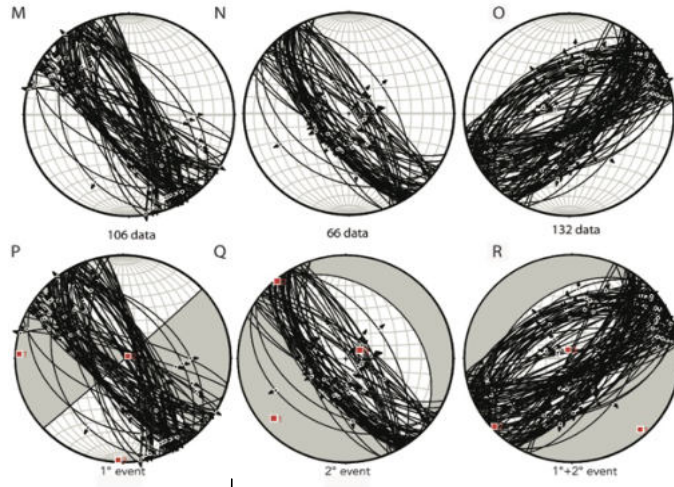 M N O
106 data 66 data 132 data
P Q R
1° event 2° event 1°+2° event